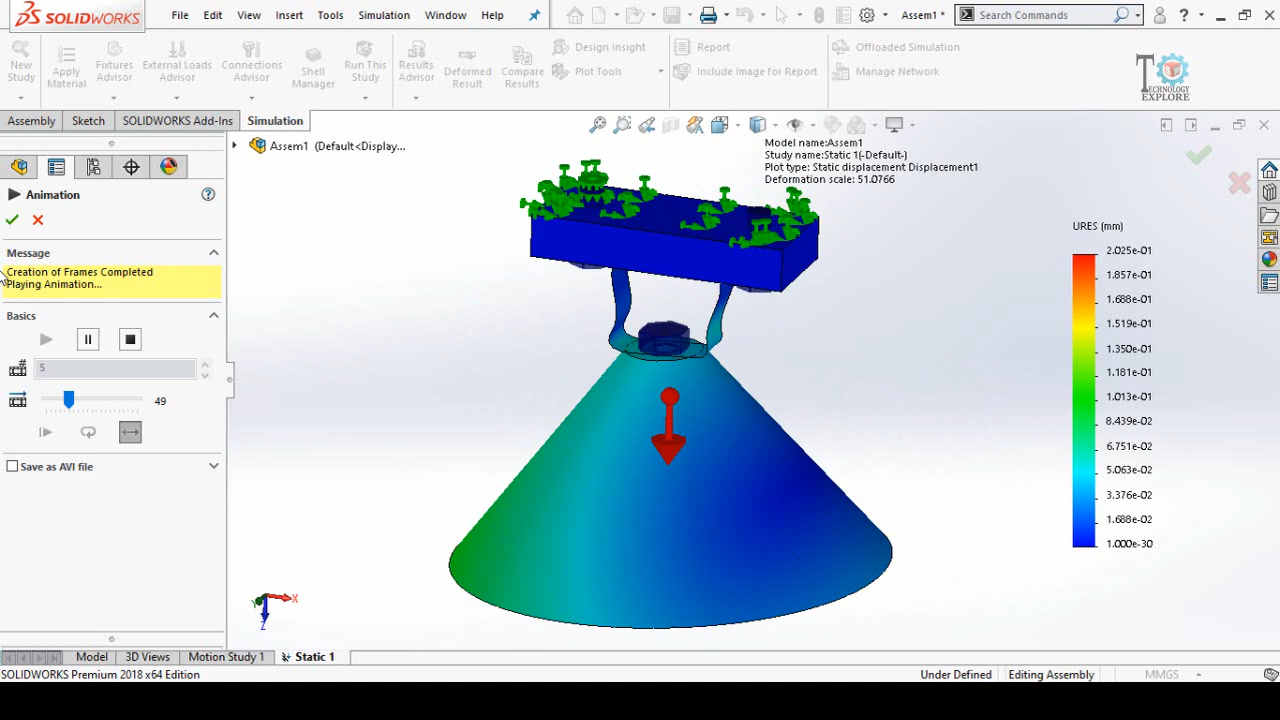 SOLIDWORKS
File Edit View Insert Tools Simulation Window Help
Assem1 *
Search Commands
?
New Study
Apply Material
Fixtures Advisor
External Loads Advisor
Connections Advisor
Shell Manager
Run This Study
Results Advisor
Deformed Result
Compare Results
Design Insight
Plot Tools
Report
Include Image for Report
Offloaded Simulation
Manage Network
TECHNOLOGY
EXPLORE
Assembly Sketch SOLIDWORKS Add-Ins Simulation
Assem1 (Default<Display...
Model name:Assem1
Study name:Static 1(-Default-)
Plot type: Static displacement Displacement1
Deformation scale: 51.0766
Animation
?
Message
Creation of Frames Completed
Playing Animation...
Basics
5
49
Save as AVI file
URES (mm)
2.025e-01
1.857e-01
1.688e-01
1.519e-01
1.350e-01
1.181e-01
1.013e-01
8.439e-02
6.751e-02
5.063e-02
3.376e-02
1.688e-02
1.000e-30
Y X
Z
Model 3D Views Motion Study 1 Static 1
SOLIDWORKS Premium 2018 x64 Edition
Under Defined Editing Assembly MMGS